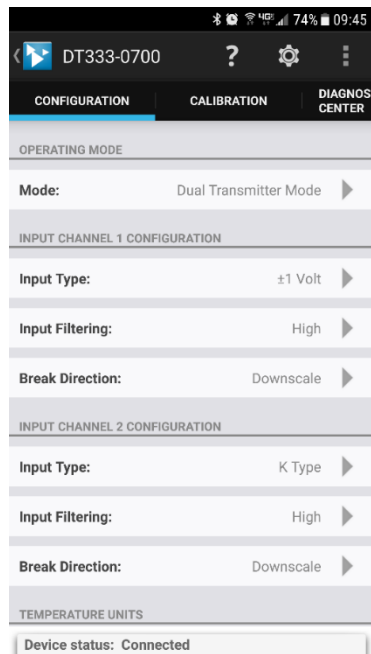 4G 74% 09:45
DT333-0700 ?
CONFIGURATION CALIBRATION DIAGNOS
CENTER
OPERATING MODE
Mode: Dual Transmitter Mode
INPUT CHANNEL 1 CONFIGURATION
Input Type: ±1 Volt
Input Filtering: High
Break Direction: Downscale
INPUT CHANNEL 2 CONFIGURATION
Input Type: K Type
Input Filtering: High
Break Direction: Downscale
TEMPERATURE UNITS
Device status: Connected